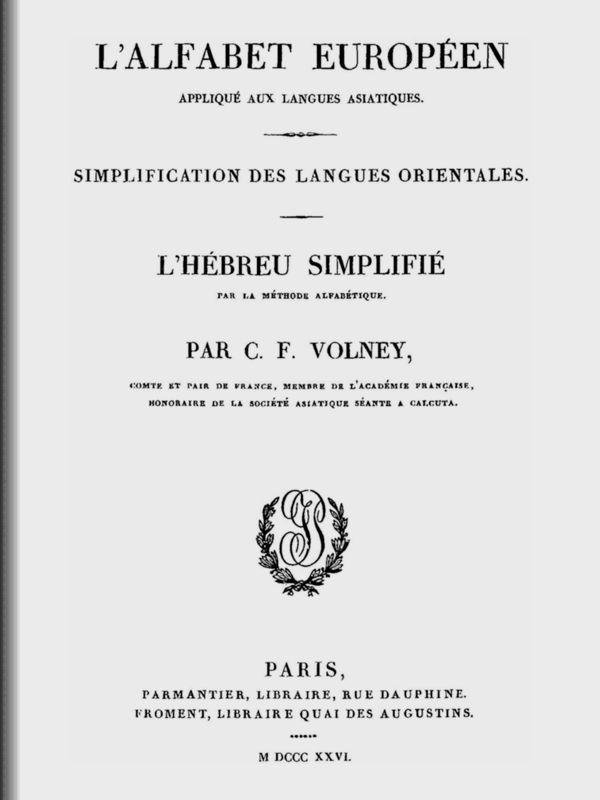 L'ALFABET EUROPÉEN
APPLIQUÉ AUX LANGUES ASIATIQUES.
SIMPLIFICATION DES LANGUES ORIENTALES.
L'HÉBREU SIMPLIFIÉ
PAR LA MÉTHODE ALFABÉTIQUE.
PAR C. F. VOLNEY,
COMTE ET PAIR DE FRANCE, MEMBRE DE L'ACADÉMIE FRANÇAISE,
HONORAIRE DE LA SOCIÉTÉ ASIATIQUE SÉANTE A CALCUTA.
PARIS,
PARMANTIER, LIBRAIRE, RUE DAUPHINE.
FROMENT, LIBRAIRE QUAI DES AUGUSTINS.
M DCCC XXVI.